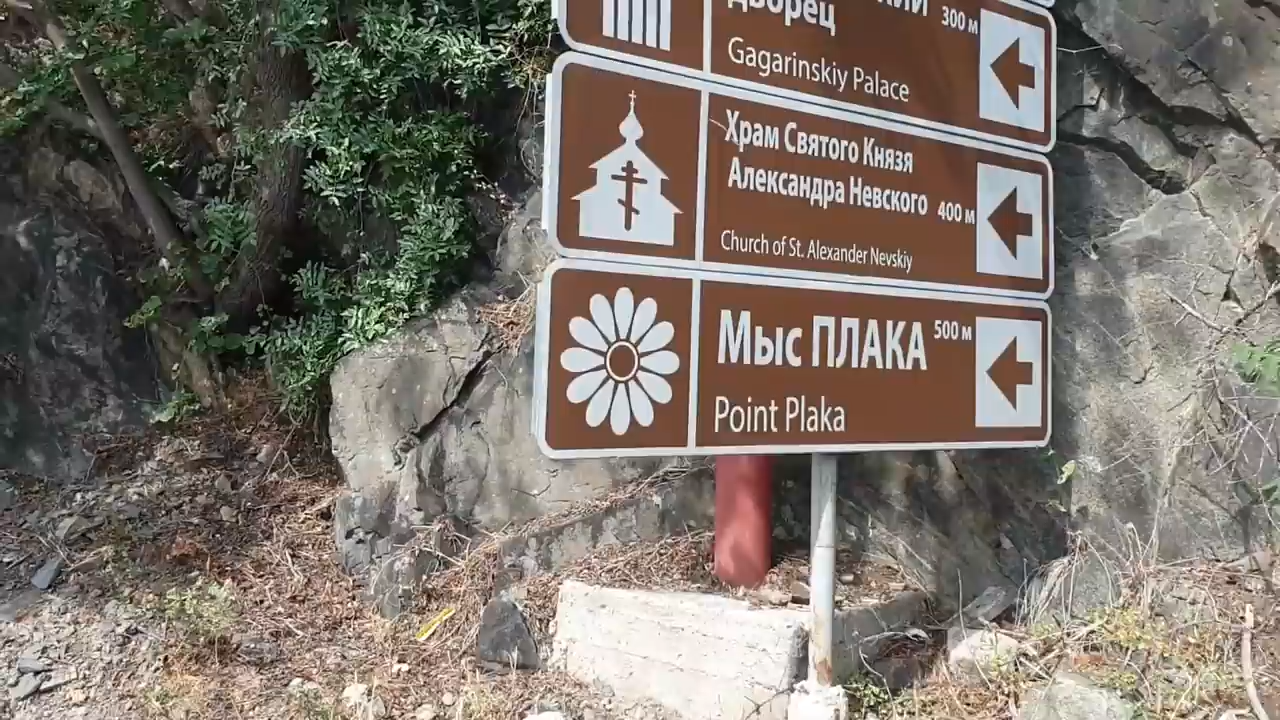 дворец
300 м
Gagarinskiy Palace
Храм Святого Князя
Александра Невского 400 м
Church of St. Alexander Nevskiy
Мыс ПЛАКА 500 м
Point Plaka